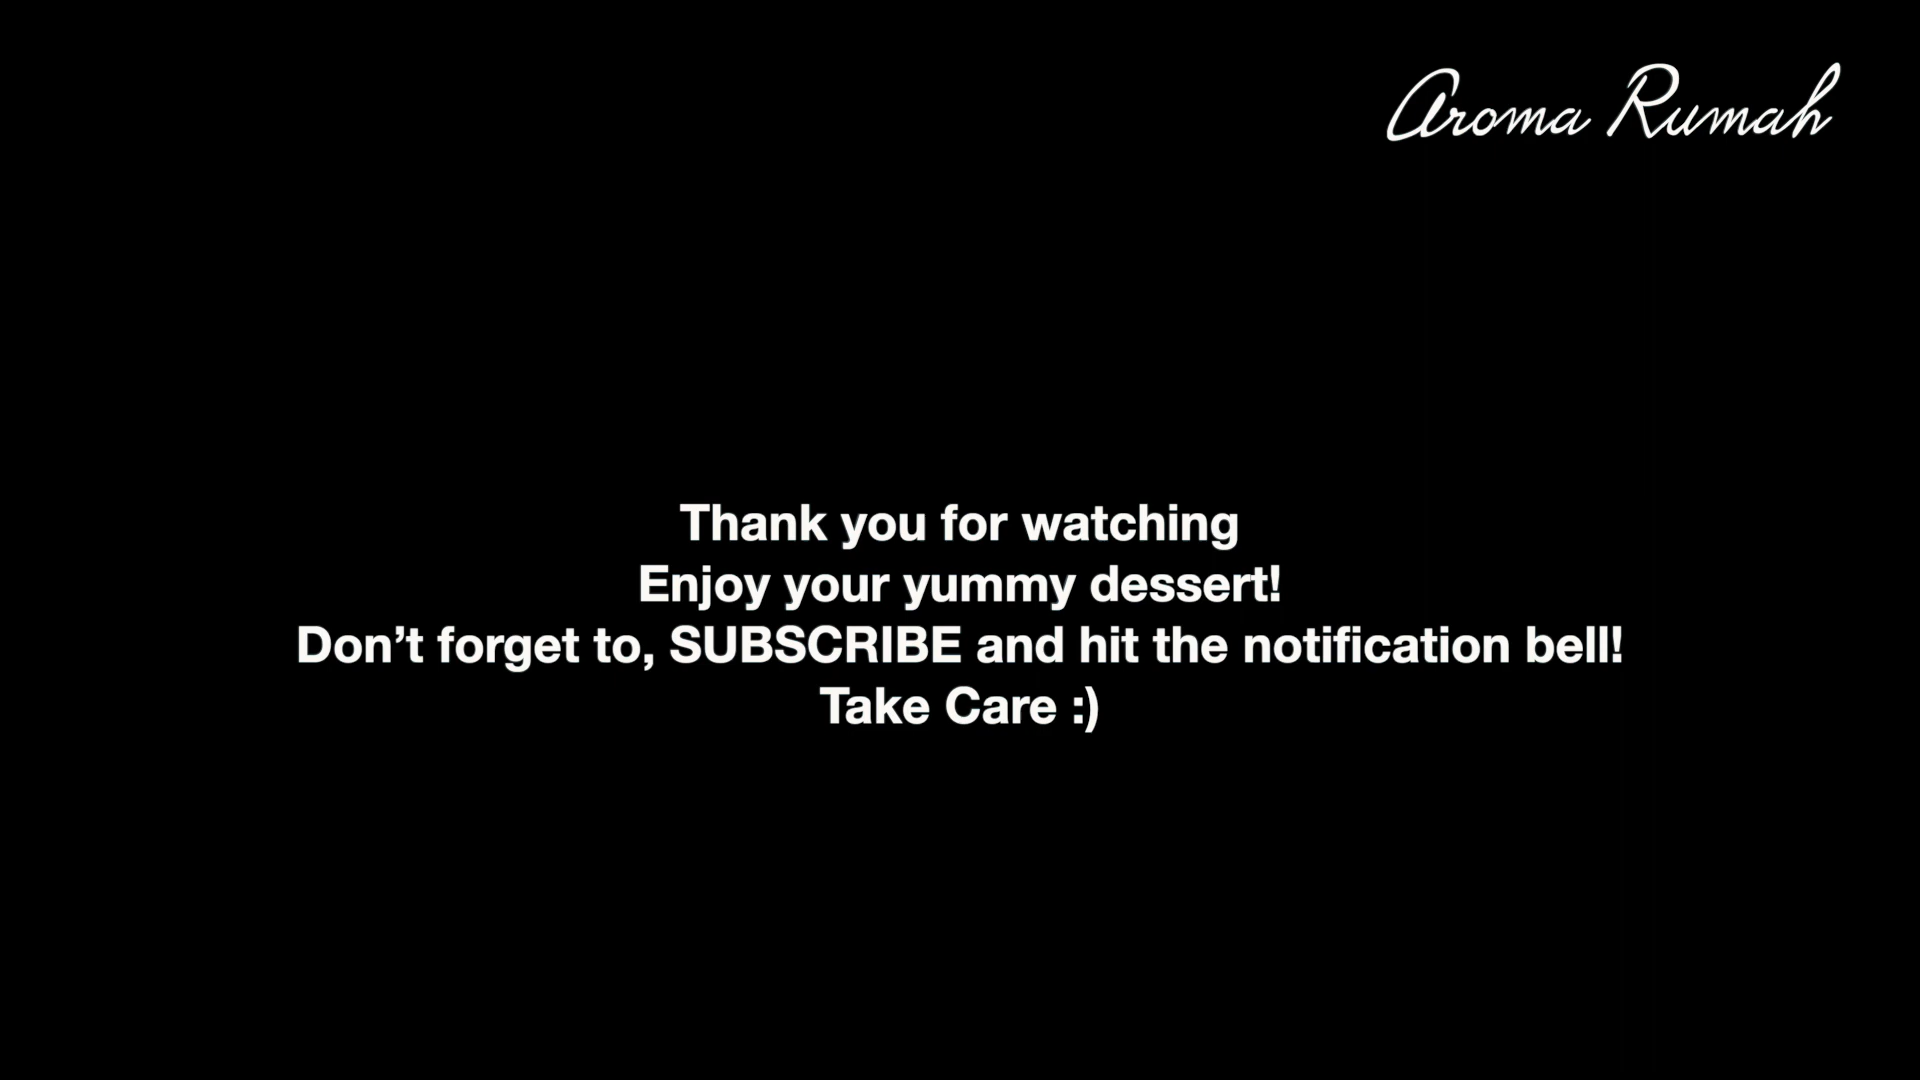 Aroma Rumah
Thank you for watching
Enjoy your yummy dessert!
Don’t forget to, SUBSCRIBE and hit the notification bell!
Take Care :)